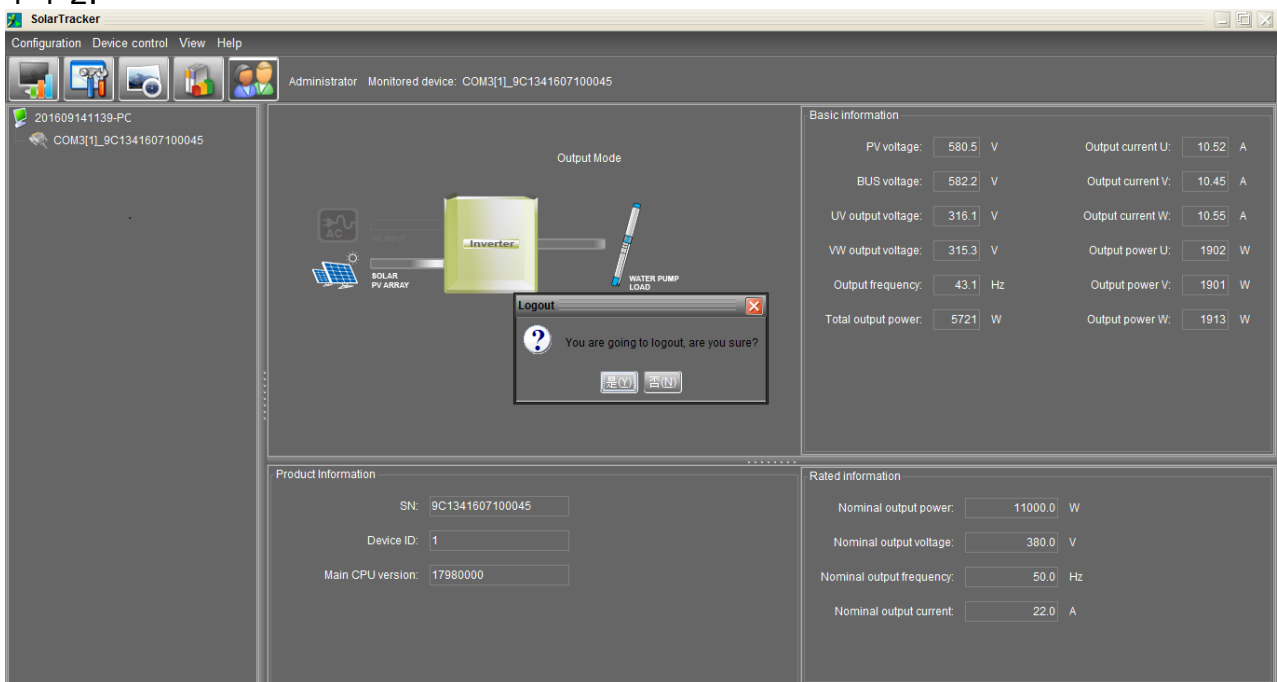 SolarTracker
Configuration Device control View Help
Administrator Monitored device: COM3[1]_9C1341607100045
201609141139-PC
COM3[1]_9C1341607100045
Output Mode
AC
AC INPUT
Inverter
SOLAR
PV ARRAY
WATER PUMP
LOAD
Logout
You are going to logout, are you sure?
是(Y) 否(N)
Basic information
PV voltage: 580.5 V Output current U: 10.52 A
BUS voltage: 582.2 V Output current V: 10.45 A
UV output voltage: 316.1 V Output current W: 10.55 A
VW output voltage: 315.3 V Output power U: 1902 W
Output frequency: 43.1 Hz Output power V: 1901 W
Total output power: 5721 W Output power W: 1913 W
Product Information
SN: 9C1341607100045
Device ID: 1
Main CPU version: 17980000
Rated information
Nominal output power: 11000.0 W
Nominal output voltage: 380.0 V
Nominal output frequency: 50.0 Hz
Nominal output current: 22.0 A